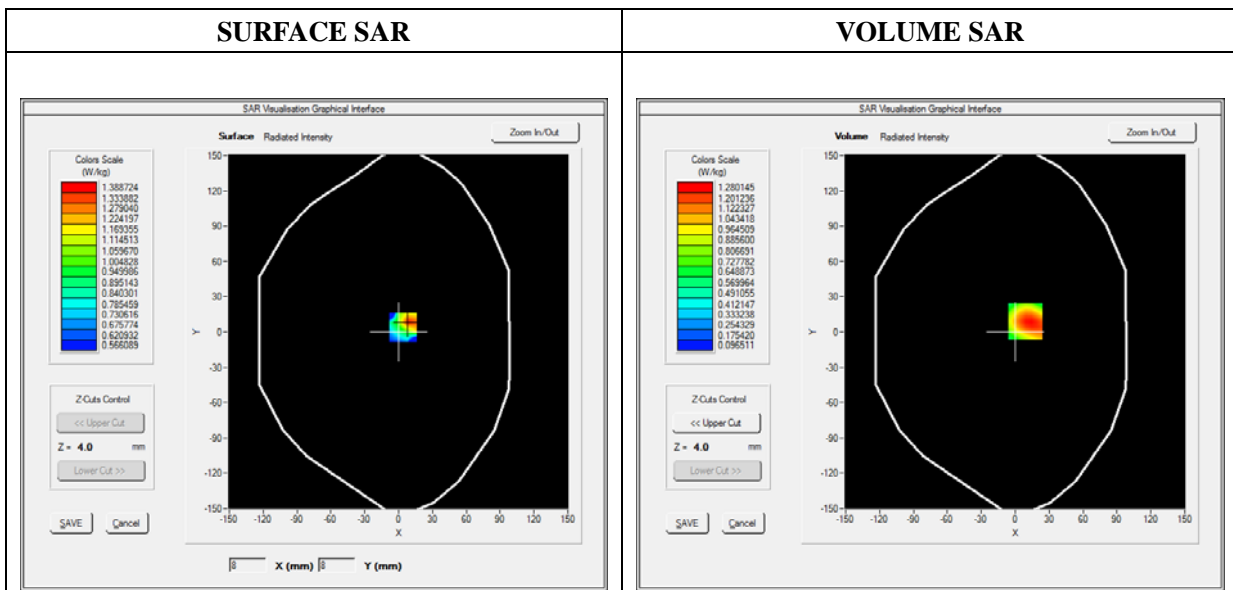 SURFACE SAR
VOLUME SAR
SAR Visualisation Graphical Interface
Surface Radiated Intensity
Zoom In/Out
Colors Scale
(W/kg)
1.388724
1.333882
1.279040
1.224197
1.169355
1.114513
1.059670
1.004828
0.949986
0.895143
0.840301
0.785459
0.730616
0.675774
0.620932
0.566089
Z-Cuts Control
<< Upper Cut
Z = 4.0 mm
Lower Cut >>
SAVE Cancel
150
120
90
60
30
0
-30
-60
-90
-120
-150
Y
-150 -120 -90 -60 -30 0 30 60 90 120 150
X
8 X (mm) 8 Y (mm)
SAR Visualisation Graphical Interface
Volume Radiated Intensity
Zoom In/Out
Colors Scale
(W/kg)
1.280145
1.201236
1.122327
1.043418
0.964509
0.885600
0.806691
0.727782
0.648873
0.569964
0.491055
0.412147
0.333238
0.254329
0.175420
0.096511
Z-Cuts Control
<< Upper Cut
Z = 4.0 mm
Lower Cut >>
SAVE Cancel
150
120
90
60
30
0
-30
-60
-90
-120
-150
Y
-150 -120 -90 -60 -30 0 30 60 90 120 150
X